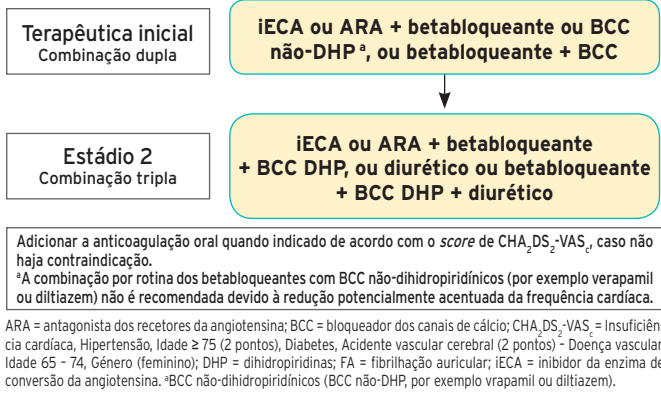 Terapêutica inicial
Combinação dupla
iECA ou ARA + betabloqueante ou BCC
não-DHPᵃ, ou betabloqueante + BCC
Estádio 2
Combinação tripla
iECA ou ARA + betabloqueante
+ BCC DHP, ou diurético ou betabloqueante
+ BCC DHP + diurético
Adicionar a anticoagulação oral quando indicado de acordo com o score de CHA₂DS₂-VASc, caso não
haja contraindicação.
ᵃA combinação por rotina dos betabloqueantes com BCC não-dihidropiridínicos (por exemplo verapamil
ou diltiazem) não é recomendada devido à redução potencialmente acentuada da frequência cardíaca.
ARA = antagonista dos recetores da angiotensina; BCC = bloqueador dos canais de cálcio; CHA₂DS₂-VASc = Insuficiên
cia cardíaca, Hipertensão, Idade ≥ 75 (2 pontos), Diabetes, Acidente vascular cerebral (2 pontos) - Doença vascular
Idade 65 - 74, Género (feminino); DHP = dihidropiridinas; FA = fibrilhação auricular; iECA = inibidor da enzima de
conversão da angiotensina. ᵃBCC não-dihidropiridínicos (BCC não-DHP, por exemplo vrapamil ou diltiazem).